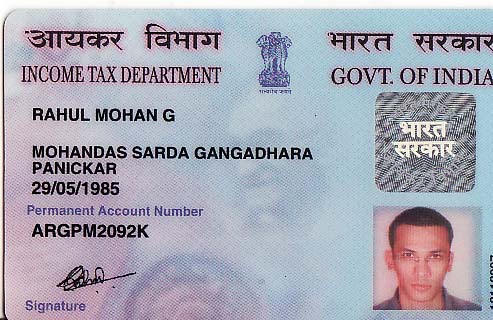 आयकर विभाग
INCOME TAX DEPARTMENT
सत्यमेव जयते
भारत सरकार
GOVT. OF INDIA
RAHUL MOHAN G
MOHANDAS SARDA GANGADHARA
PANICKAR
29/05/1985
Permanent Account Number
ARGPM2092K
Signature
भारत
सरकार